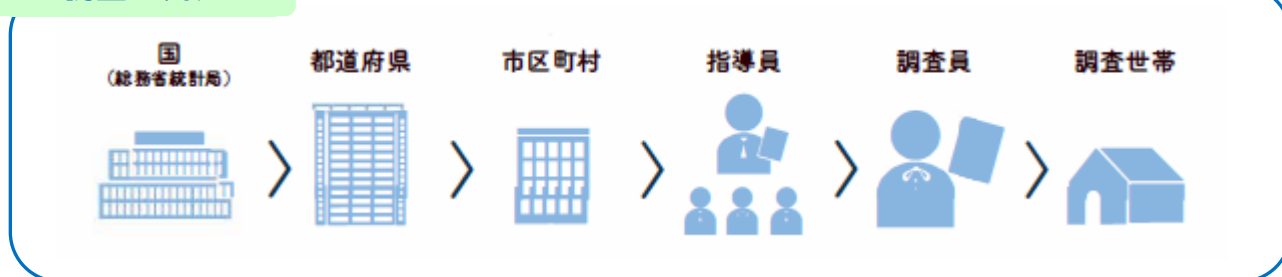 国
（総務省統計局）
都道府県
市区町村
指導員
調査員
調査世帯